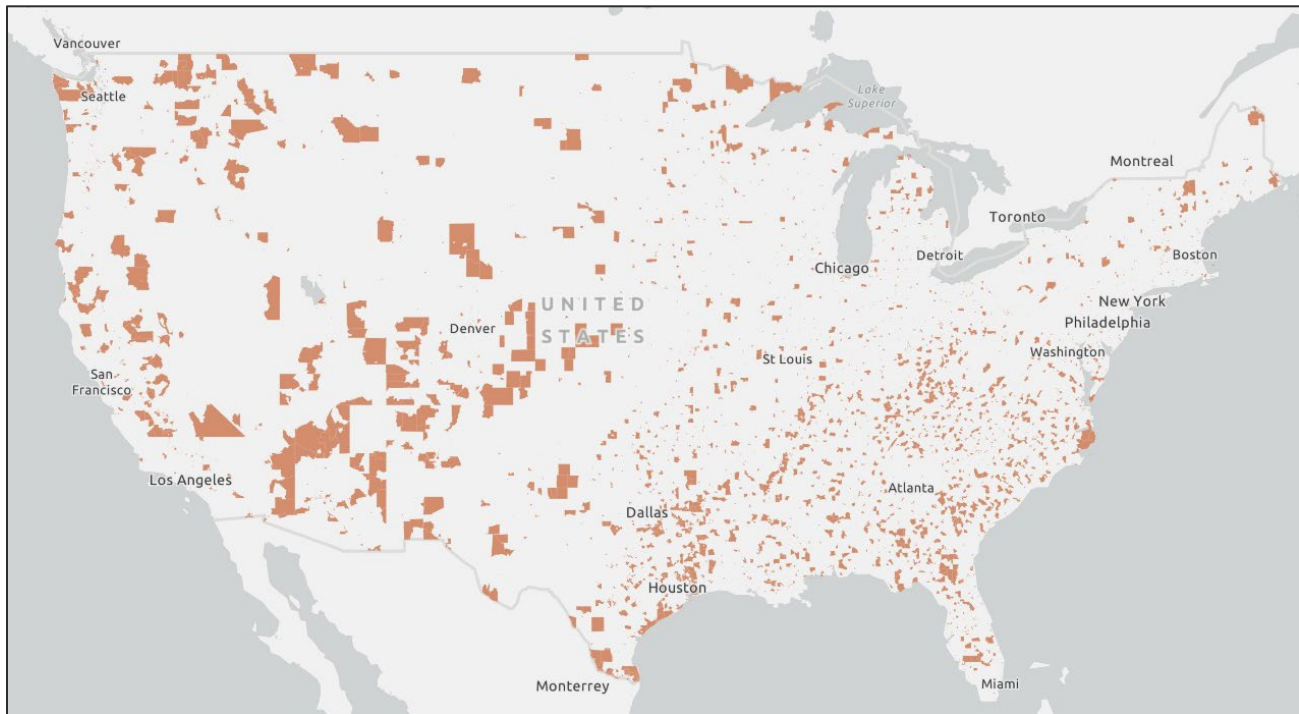 Vancouver
Seattle
Lake
Superior
Montreal
Toronto
Boston
Detroit
Chicago
New York
UNITED
STATES
Denver
Philadelphia
Washington
St Louis
San
Francisco
Los Angeles
Atlanta
Dallas
Houston
Monterrey
Miami